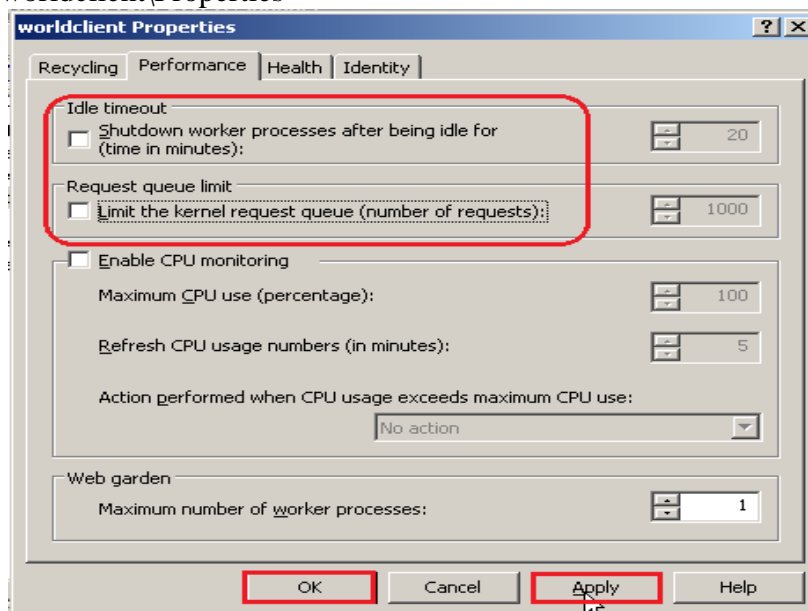 worldclient Properties
Recycling Performance Health Identity
Idle timeout
Shutdown worker processes after being idle for
(time in minutes):
20
Request queue limit
Limit the kernel request queue (number of requests):
1000
Enable CPU monitoring
Maximum CPU use (percentage):
100
Refresh CPU usage numbers (in minutes):
5
Action performed when CPU usage exceeds maximum CPU use:
No action
Web garden
Maximum number of worker processes:
1
OK Cancel Apply Help